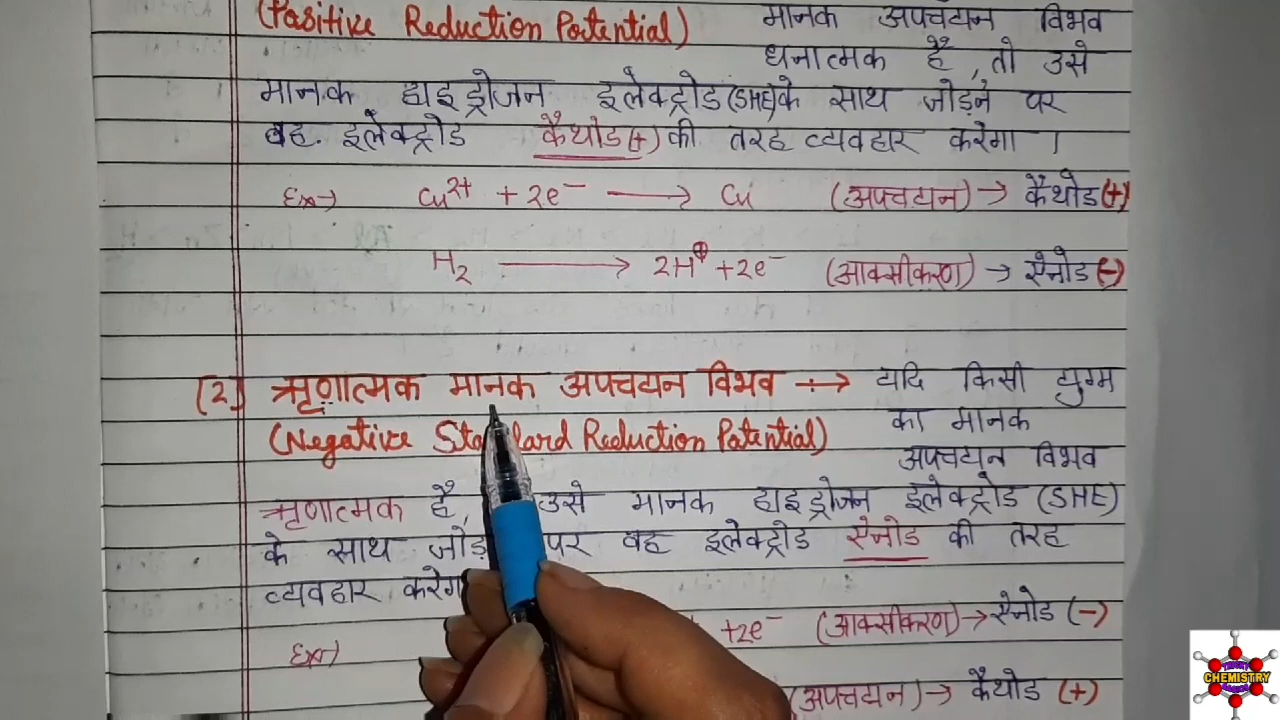 (Positive Reduction Potential) मानक अपचयन विभव
धनात्मक है, तो उसे
मानक हाइड्रोजन इलेक्ट्रोड (SHE) के साथ जोड़ने पर
वह. इलेक्ट्रोड कैथोड (+) की तरह व्यवहार करेगा ।
Ex→ Cu²⁺ + 2e⁻ ⟶ Cu (अपचयन) → कैथोड (+)
H₂ ⟶ 2H⊕ + 2e⁻ (आक्सीकरण) → ऐनोड (-)
(2) ऋृणात्मक मानक अपचयन विभव ÷→ यदि किसी युग्म
(Negative Standard Reduction Potential) का मानक
अपचयन विभव
ऋृणात्मक है, उसे मानक हाइड्रोजन इलेक्ट्रोड (SHE)
के साथ पर वह इलेक्ट्रोड ऐनोड की तरह
व्यवहार
Ex→ +2e⁻ (आक्सीकरण) → ऐनोड (-)
(अपचयन) → कैथोड (+)
CHEMISTRY